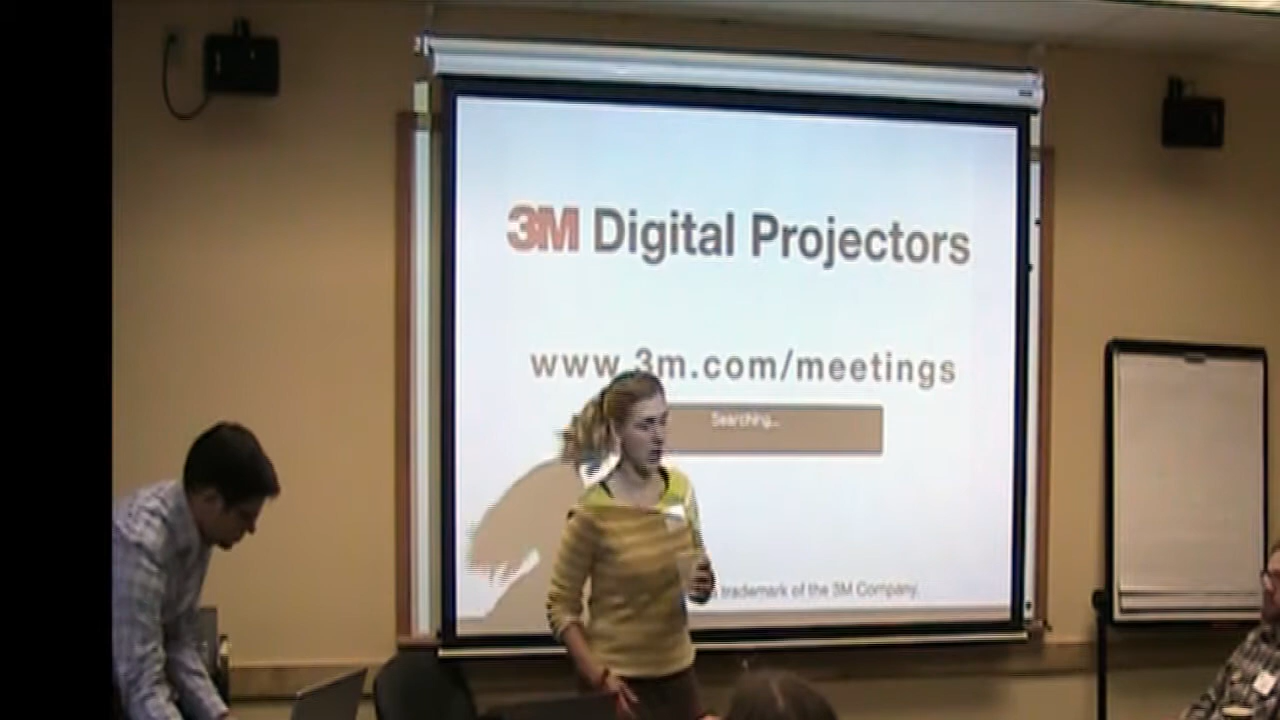 3M Digital Projectors
www.3m.com/meetings
Searching...
trademark of the 3M Company.